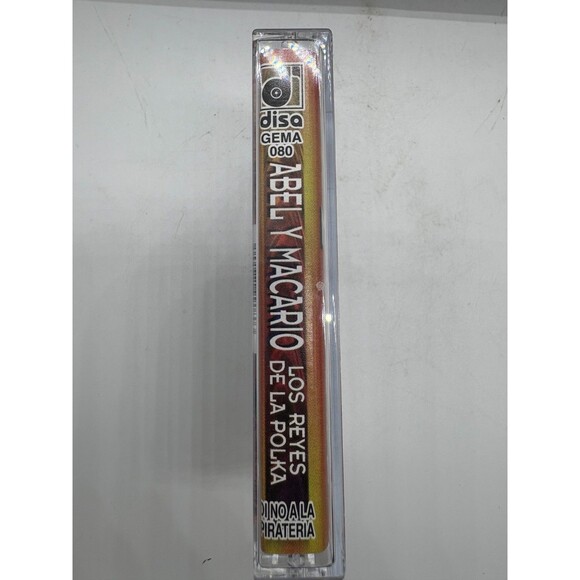 disa
GEMA
080
ABEL Y MACARIO
LOS REYES
DE LA POLKA
DI NO A LA
PIRATERIA